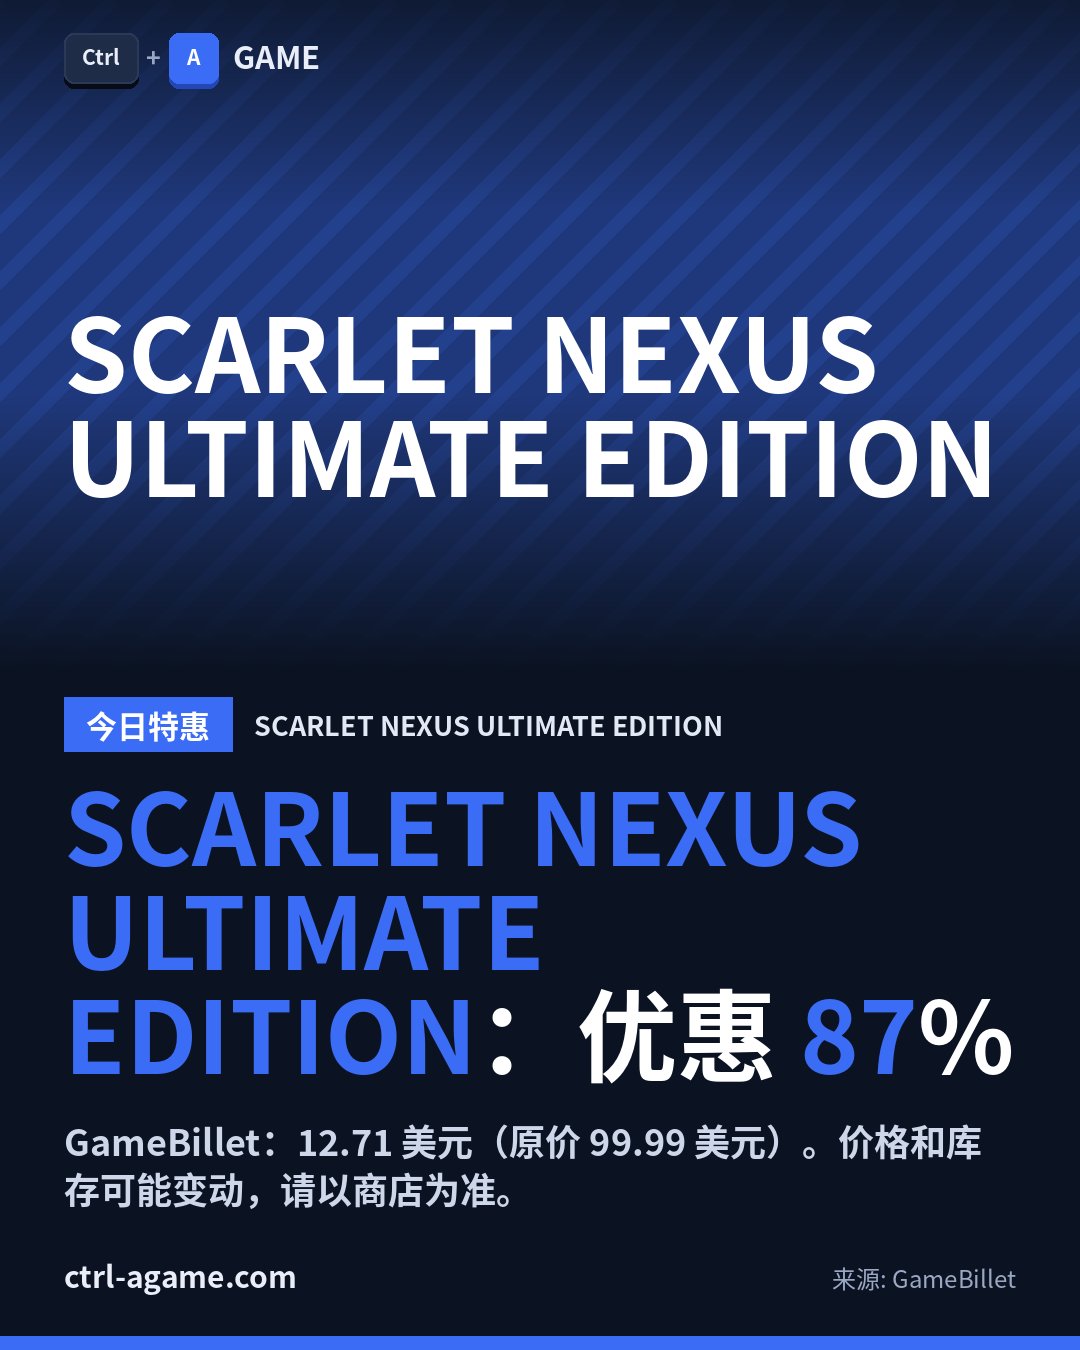 Ctrl + A GAME
SCARLET NEXUS
ULTIMATE EDITION
今日特惠 SCARLET NEXUS ULTIMATE EDITION
SCARLET NEXUS
ULTIMATE
EDITION：优惠 87%
GameBillet：12.71 美元（原价 99.99 美元）。价格和库
存可能变动，请以商店为准。
ctrl-agame.com 来源: GameBillet